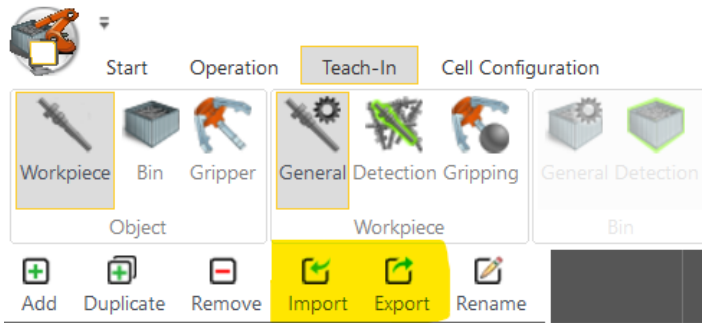 Start Operation Teach-In Cell Configuration
Workpiece Bin Gripper General Detection Gripping General Detection
Object Workpiece Bin
Add Duplicate Remove Import Export Rename